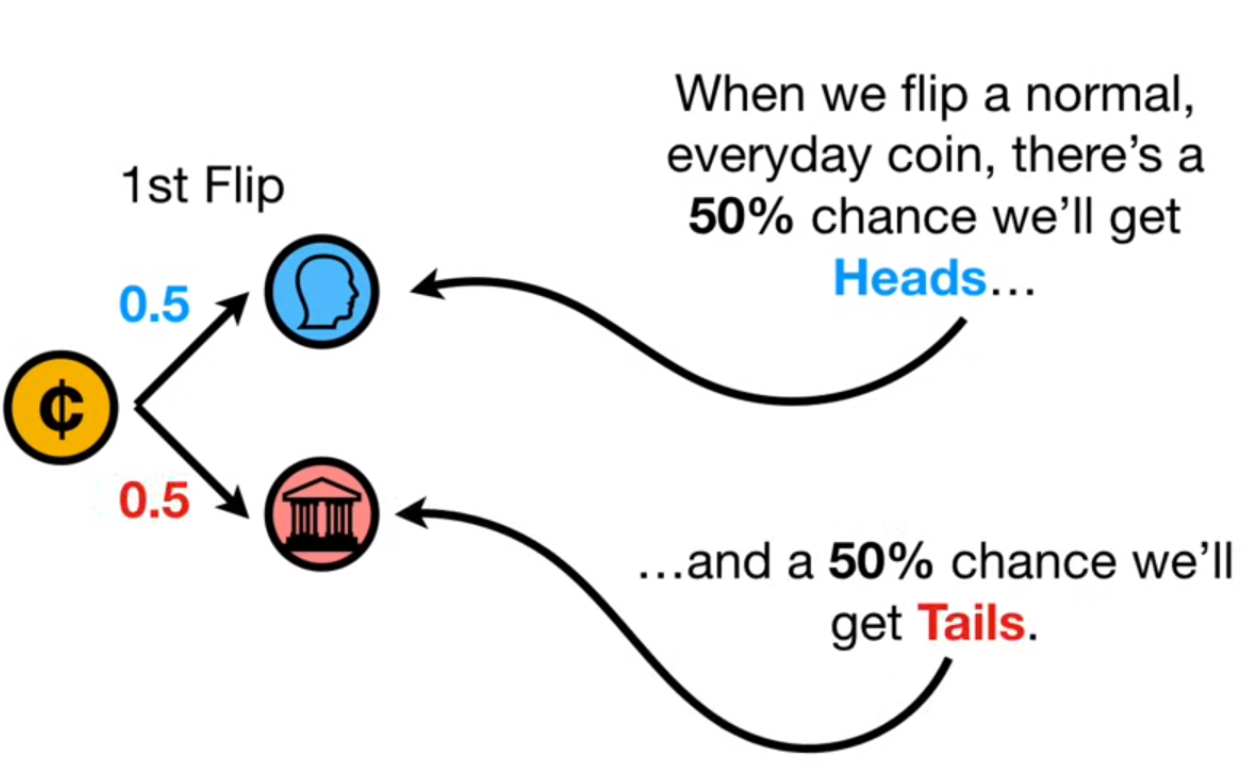 When we flip a normal,
everyday coin, there's a
50% chance we'll get
Heads...
1st Flip
0.5
¢
0.5
...and a 50% chance we'll
get Tails.